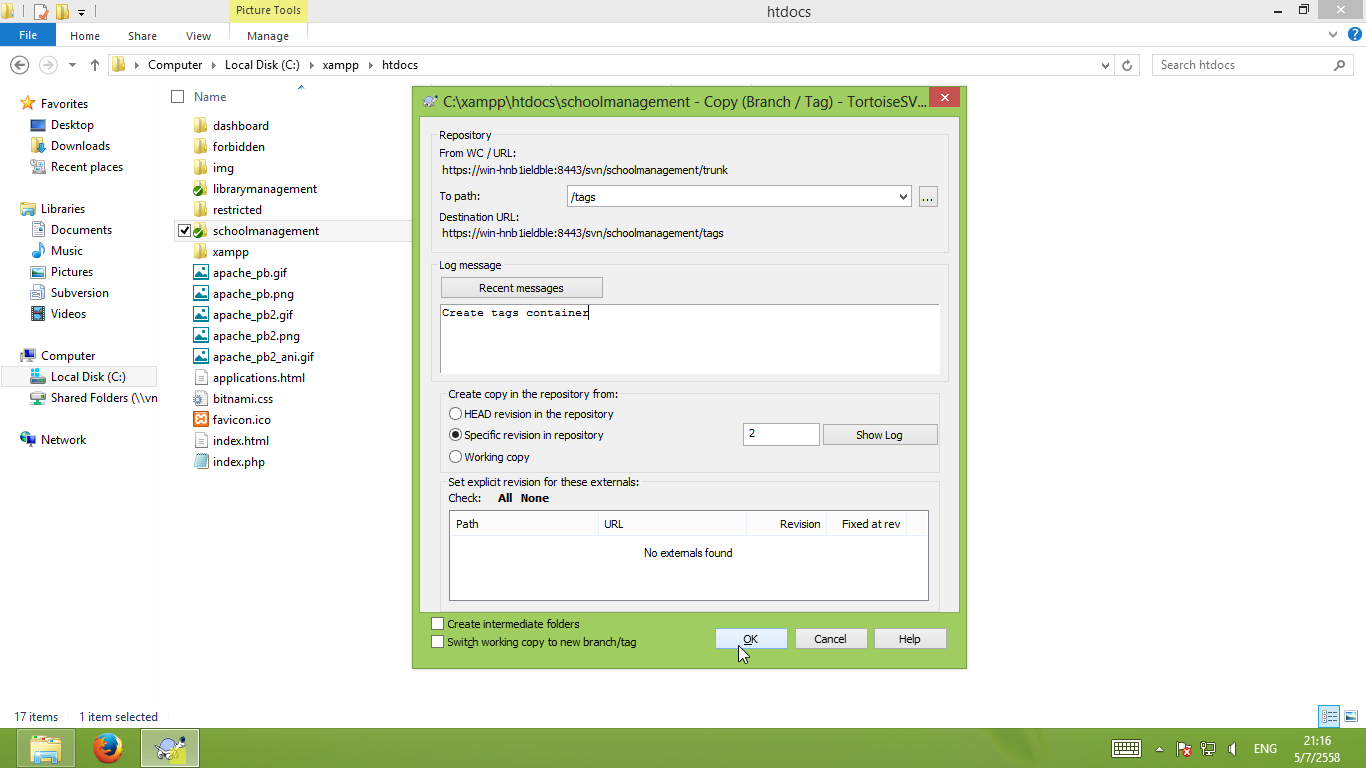 Picture Tools
htdocs
File
Home
Share
View
Manage
Computer
Local Disk (C:)
xampp
htdocs
Search htdocs
Favorites
Desktop
Downloads
Recent places
Libraries
Documents
Music
Pictures
Subversion
Videos
Computer
Local Disk (C:)
Shared Folders (\\vn
Network
Name
dashboard
forbidden
img
librarymanagement
restricted
schoolmanagement
xampp
apache_pb.gif
apache_pb.png
apache_pb2.gif
apache_pb2.png
apache_pb2_ani.gif
applications.html
bitnami.css
favicon.ico
index.html
index.php
C:\xampp\htdocs\schoolmanagement - Copy (Branch / Tag) - TortoiseSV...
Repository
From WC / URL:
https://win-hnb1ieldble:8443/svn/schoolmanagement/trunk
To path:
/tags
...
Destination URL:
https://win-hnb1ieldble:8443/svn/schoolmanagement/tags
Log message
Recent messages
Create tags container
Create copy in the repository from:
HEAD revision in the repository
Specific revision in repository
2
Show Log
Working copy
Set explicit revision for these externals:
Check: All None
Path URL Revision Fixed at rev
No externals found
Create intermediate folders
Switch working copy to new branch/tag
OK
Cancel
Help
17 items
1 item selected
ENG
21:16
5/7/2558